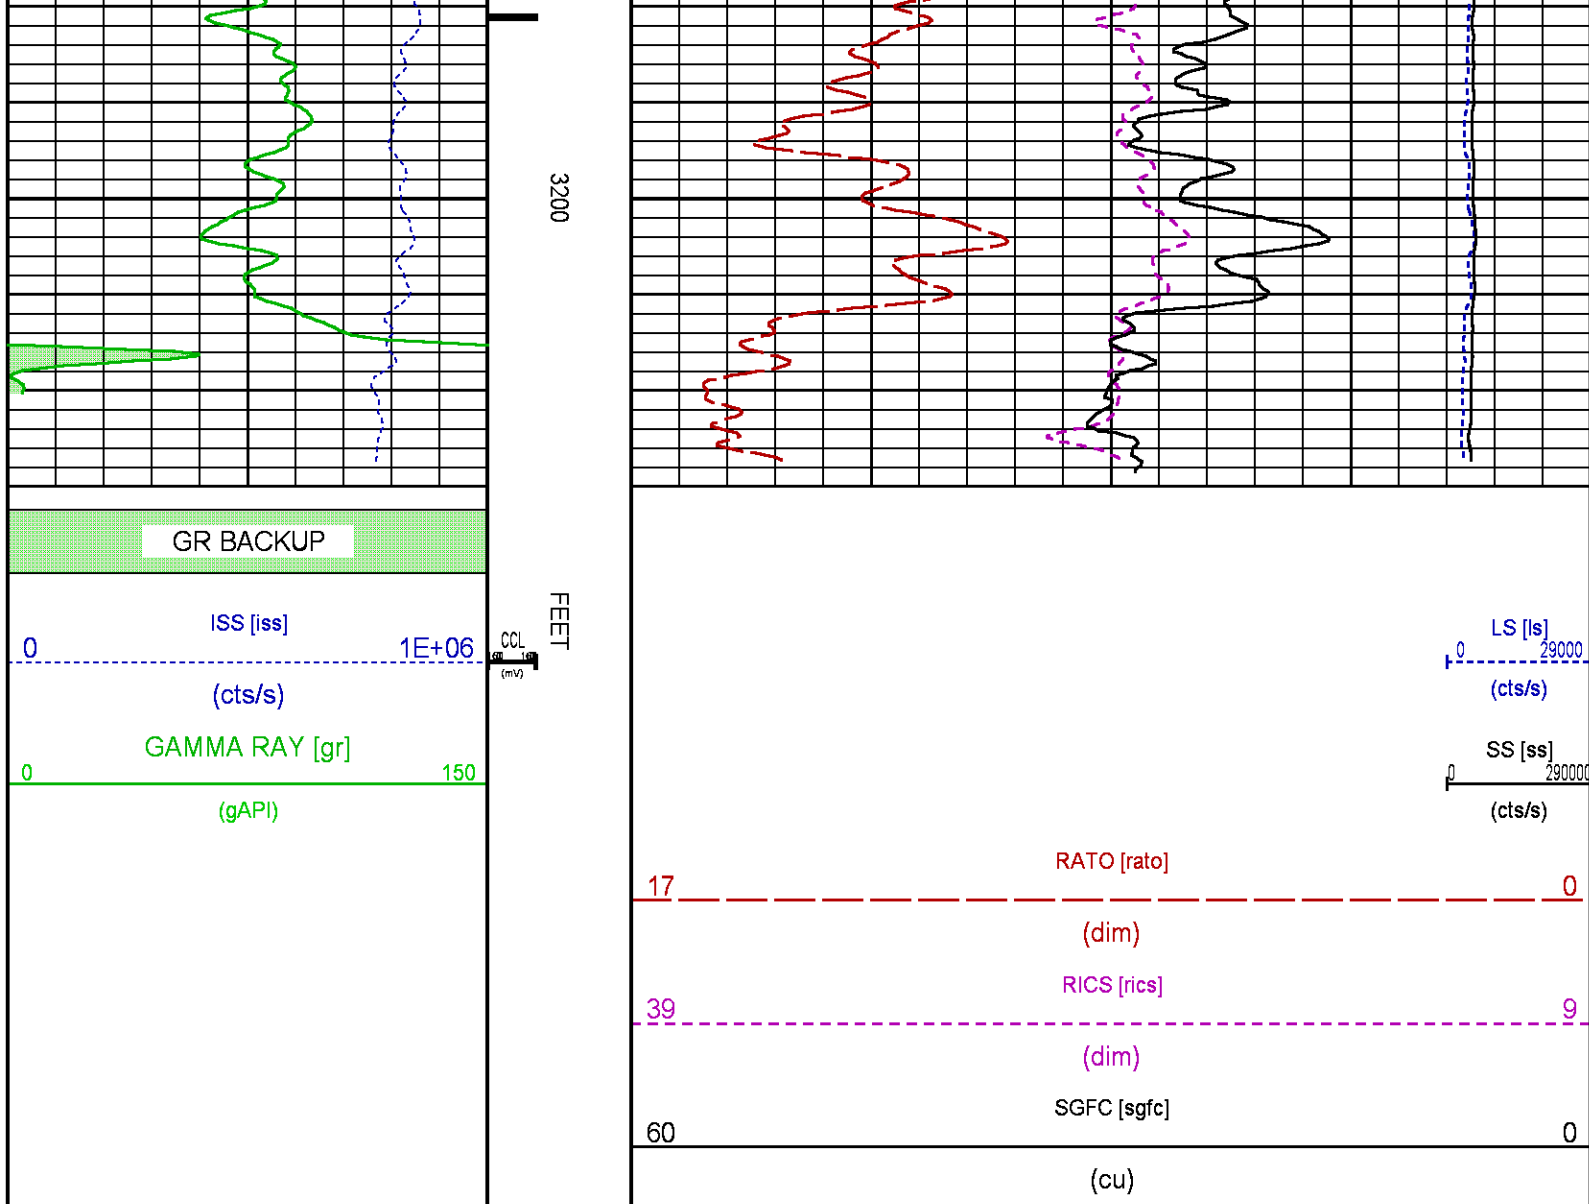 3200
GR BACKUP
FEET
ISS [iss]
0 1E+06
(cts/s)
CCL
(mV)
GAMMA RAY [gr]
0 150
(gAPI)
LS [ls]
0 29000
(cts/s)
SS [ss]
0 290000
(cts/s)
RATO [rato]
17 0
(dim)
RICS [rics]
39 9
(dim)
SGFC [sgfc]
60 0
(cu)